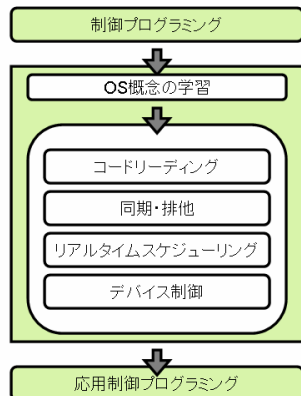 制御プログラミング
OS概念の学習
コードリーディング
同期・排他
リアルタイムスケジューリング
デバイス制御
応用制御プログラミング